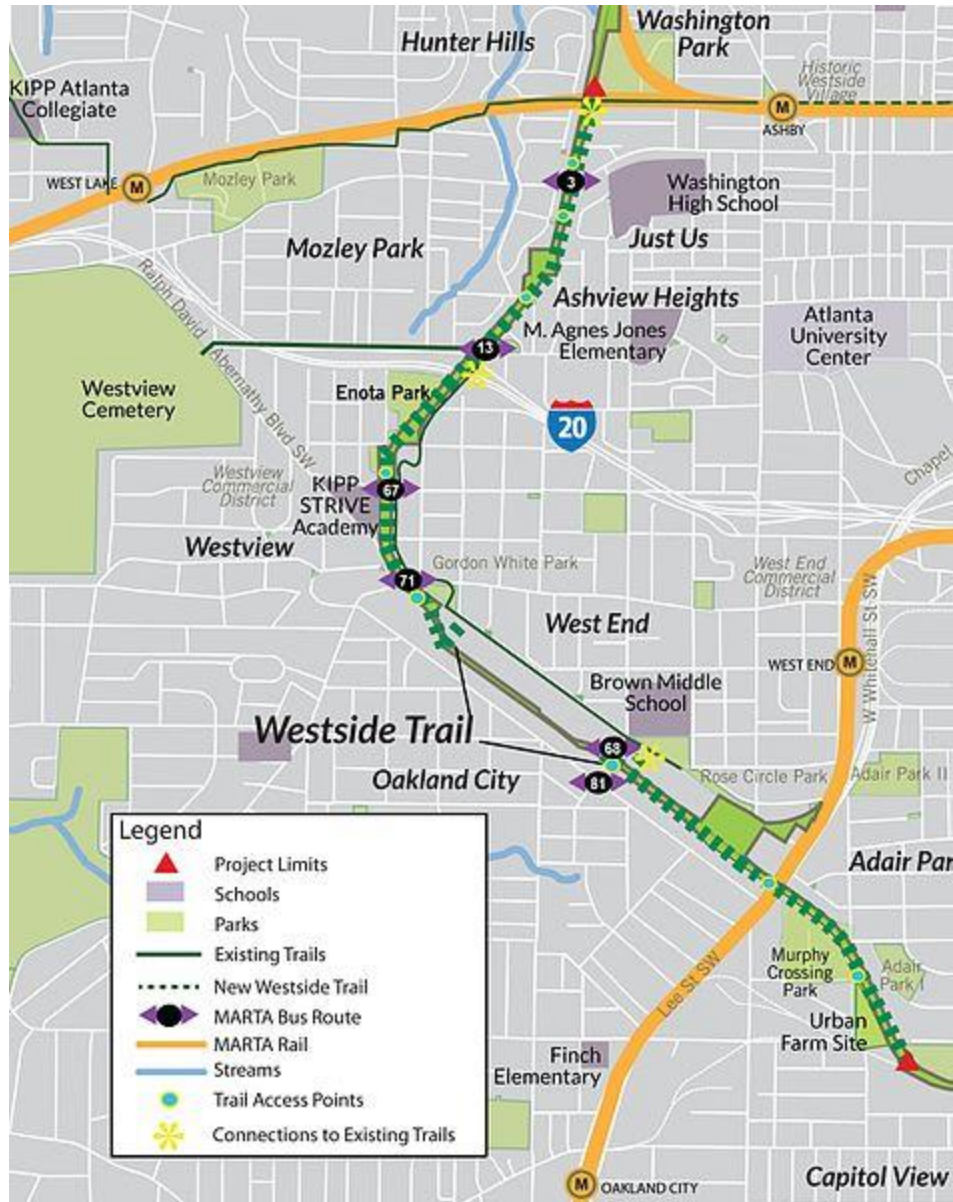 Hunter Hills
Washington
Park
KIPP Atlanta
Collegiate
Historic
Westside
Village
M
ASHBY
WEST LAKE
M
Mozley Park
3
Washington
High School
Mozley Park
Just Us
Ralph David Abernathy Blvd SW
Ashview Heights
M. Agnes Jones
Elementary
Atlanta
University
Center
13
Westview
Cemetery
Enota Park
20
Westview
Commercial
District
KIPP
STRIVE
Academy
67
Chapel
Westview
71
Gordon White Park
West End
Commercial
District
West End
WEST END
M
W Whitehall St SW
Brown Middle
School
Westside Trail
68
Oakland City
81
Rose Circle Park
Adair Park II
Adair Par
Legend
Project Limits
Schools
Parks
Existing Trails
New Westside Trail
MARTA Bus Route
MARTA Rail
Streams
Trail Access Points
Connections to Existing Trails
Lee St SW
Murphy
Crossing
Park
Adair
Park I
Urban
Farm Site
Finch
Elementary
M
OAKLAND CITY
Capitol View